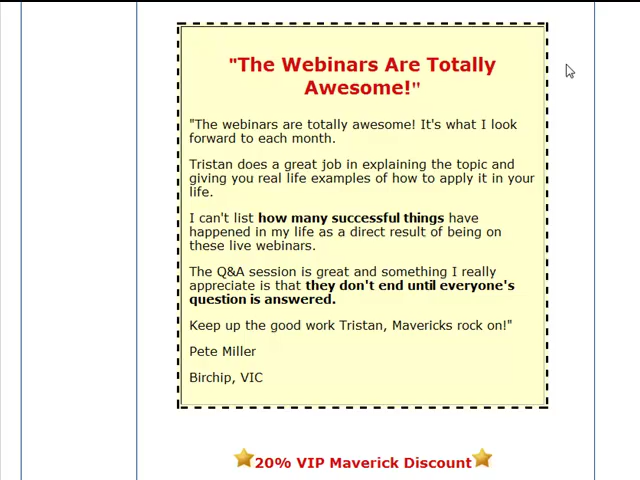 "The Webinars Are Totally
Awesome!"
"The webinars are totally awesome! It's what I look
forward to each month.
Tristan does a great job in explaining the topic and
giving you real life examples of how to apply it in your
life.
I can't list how many successful things have
happened in my life as a direct result of being on
these live webinars.
The Q&A session is great and something I really
appreciate is that they don't end until everyone's
question is answered.
Keep up the good work Tristan, Mavericks rock on!"
Pete Miller
Birchip, VIC
20% VIP Maverick Discount